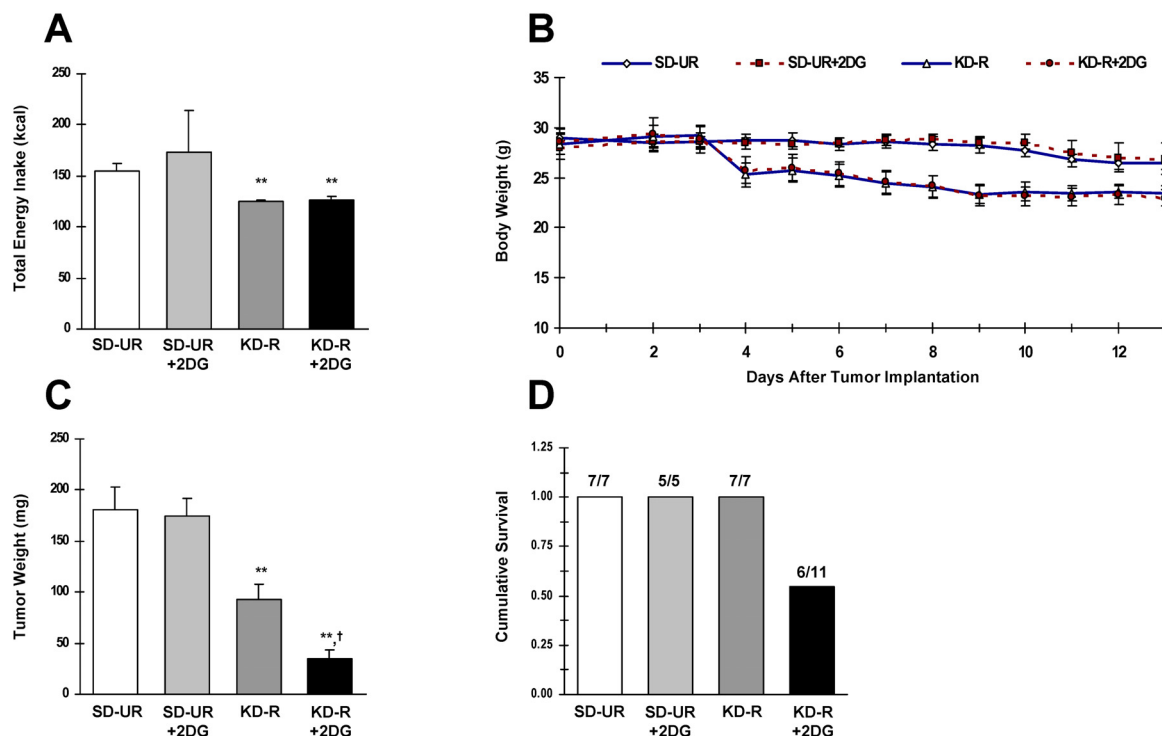 A
250
200
150
100
50
0
Total Energy Inake (kcal)
**
**
SD-UR
SD-UR
+2DG
KD-R
KD-R
+2DG
B
SD-UR
SD-UR+2DG
KD-R
KD-R+2DG
35
30
25
20
15
10
Body Weight (g)
0 2 4 6 8 10 12
Days After Tumor Implantation
C
250
200
150
100
50
0
Tumor Weight (mg)
**
**,†
SD-UR
SD-UR
+2DG
KD-R
KD-R
+2DG
D
1.25
1.00
0.75
0.50
0.25
0.00
Cumulative Survival
7/7
5/5
7/7
6/11
SD-UR
SD-UR
+2DG
KD-R
KD-R
+2DG